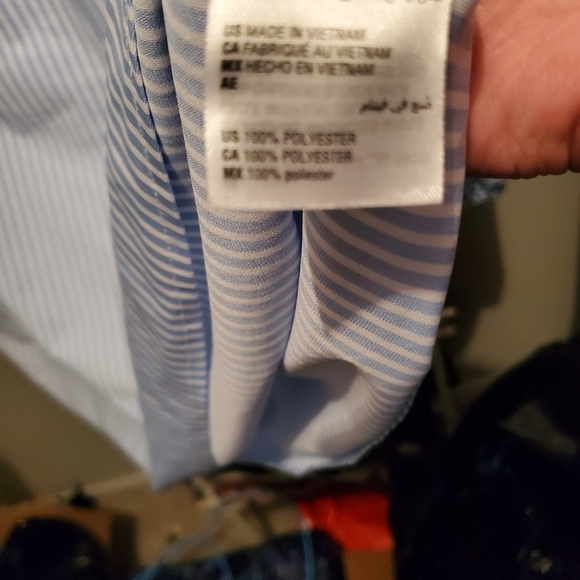 US MADE IN VIETNAM
CA FABRIQUÉ AU VIETNAM
MX HECHO EN VIETNAM
AE
صنع في فيتنام
US 100% POLYESTER
CA 100% POLYESTER
MX 100% poliester